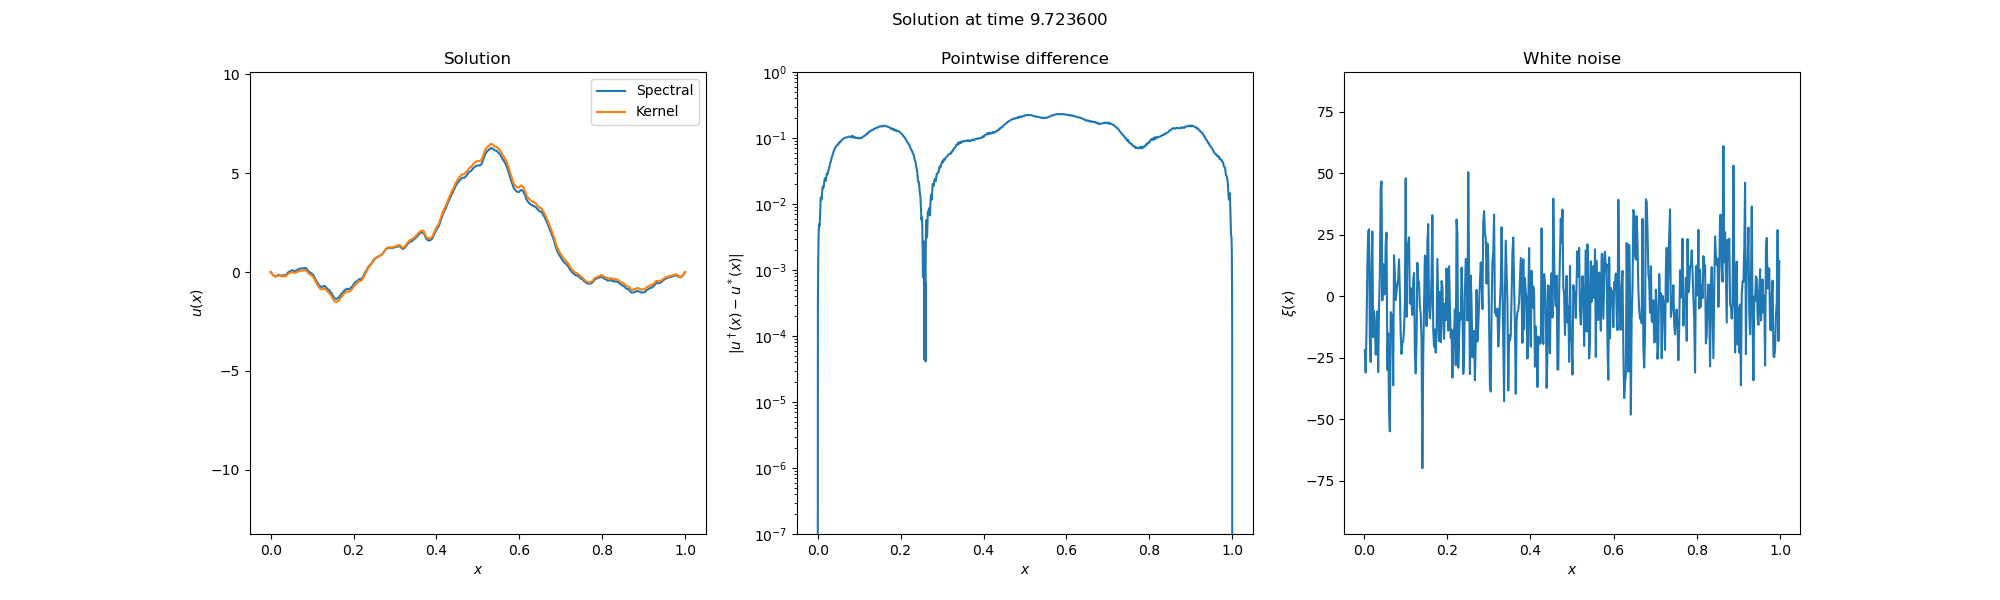 Solution at time 9.723600
Solution
10
5
0
−5
−10
u(x)
0.0 0.2 0.4 0.6 0.8 1.0
x
Spectral
Kernel
Pointwise difference
10^0
10^-1
10^-2
10^-3
10^-4
10^-5
10^-6
10^-7
|u^†(x) − u^*(x)|
0.0 0.2 0.4 0.6 0.8 1.0
x
White noise
75
50
25
0
−25
−50
−75
ξ(x)
0.0 0.2 0.4 0.6 0.8 1.0
x